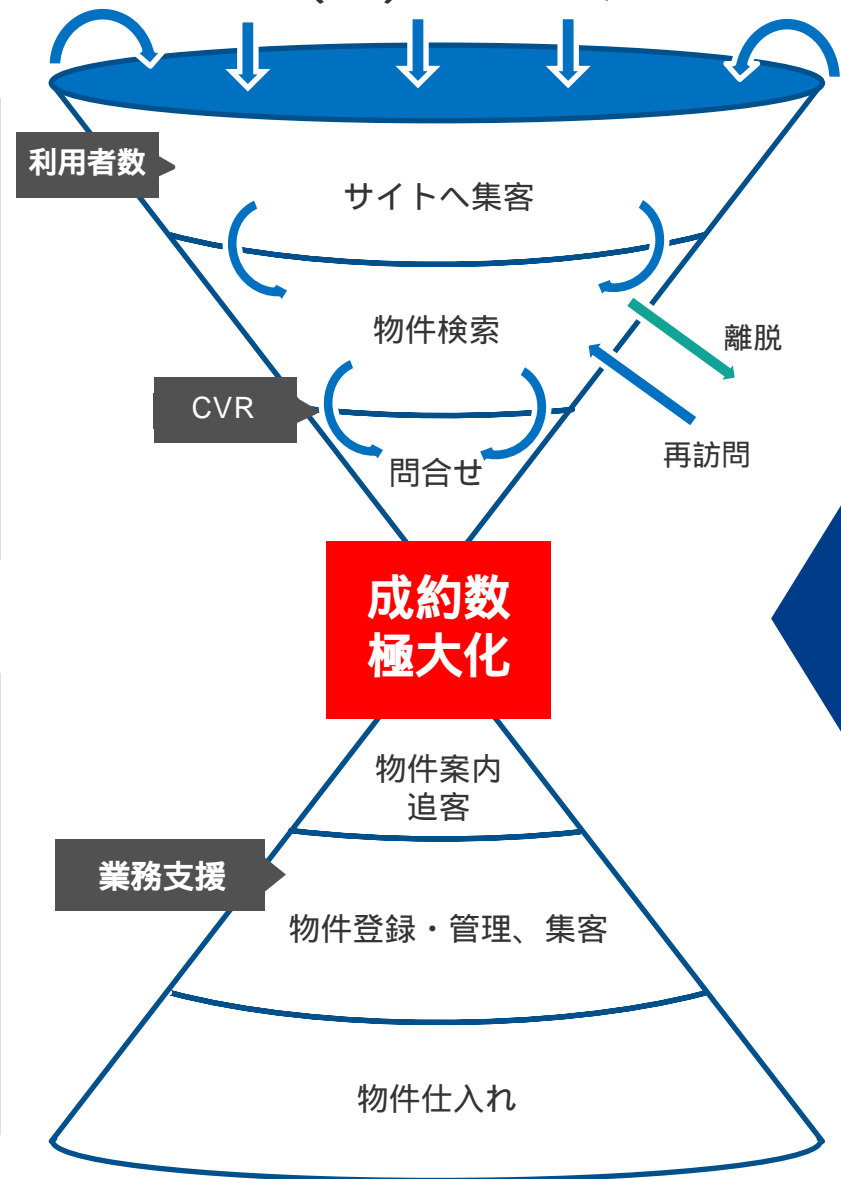 利用者数
サイトへ集客
物件検索
離脱
CVR
再訪問
問合せ
成約数
極大化
物件案内
追客
業務支援
物件登録・管理、集客
物件仕入れ